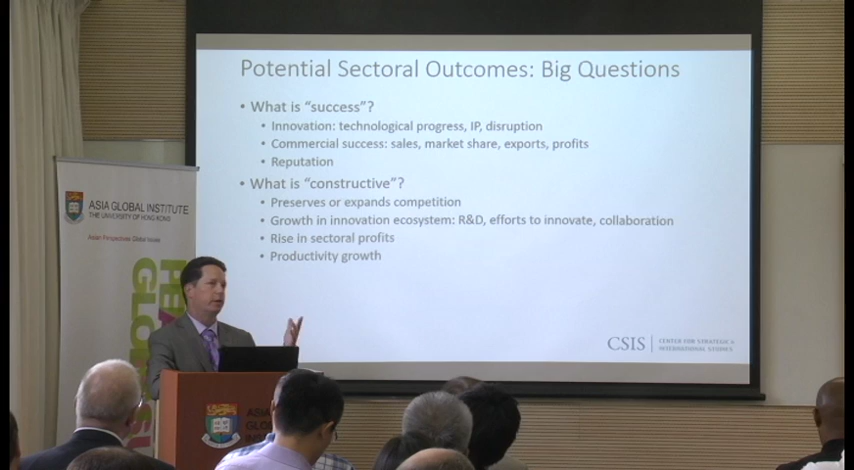 Potential Sectoral Outcomes: Big Questions
• What is “success”?
• Innovation: technological progress, IP, disruption
• Commercial success: sales, market share, exports, profits
• Reputation
• What is “constructive”?
• Preserves or expands competition
• Growth in innovation ecosystem: R&D, efforts to innovate, collaboration
• Rise in sectoral profits
• Productivity growth
CSIS | CENTER FOR STRATEGIC &
INTERNATIONAL STUDIES
ASIA GLOBAL INSTITUTE
THE UNIVERSITY OF HONG KONG
Asian Perspectives Global Issues
ASIA
GLOBAL